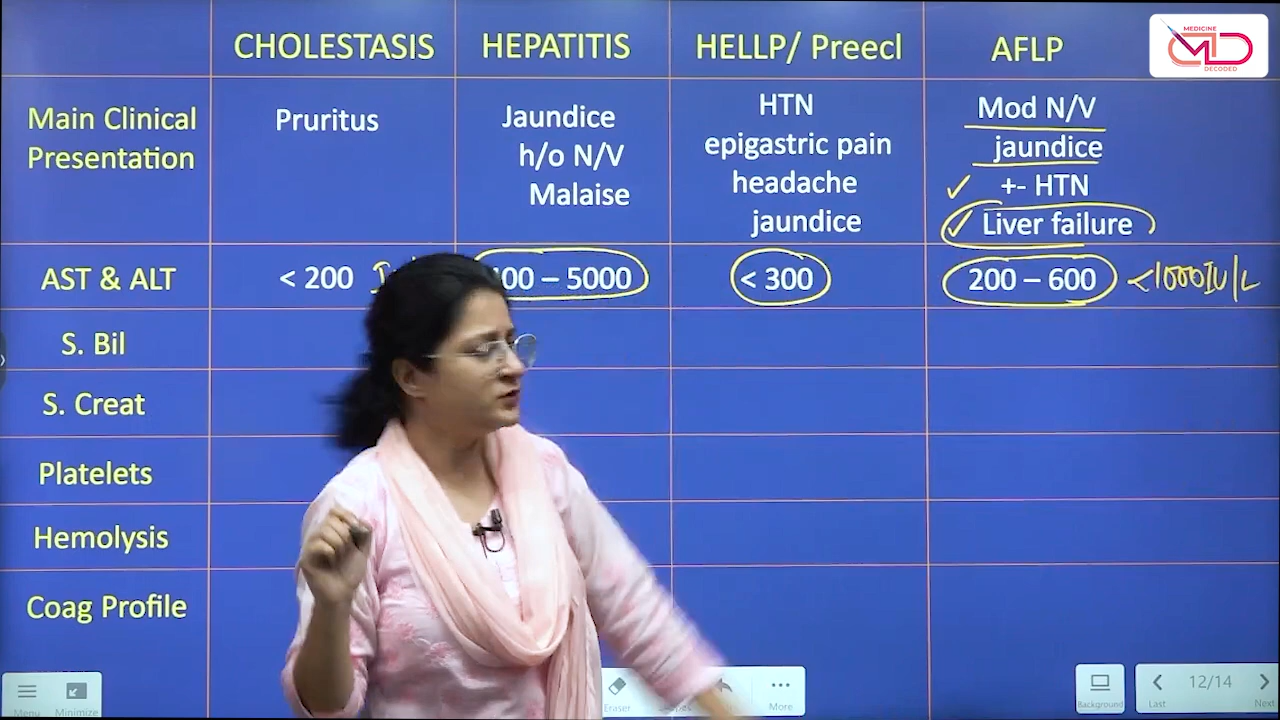 MEDICINE
DECODED
CHOLESTASIS HEPATITIS HELLP/ Preecl AFLP
Main Clinical
Presentation
Pruritus
Jaundice
h/o N/V
Malaise
HTN
epigastric pain
headache
jaundice
Mod N/V
jaundice
+- HTN
Liver failure
AST & ALT < 200 00 – 5000 < 300 200 – 600 <1000IU/L
S. Bil
S. Creat
Platelets
Hemolysis
Coag Profile
Menu Minimize
Eraser
More
Background
Last 12/14 Next